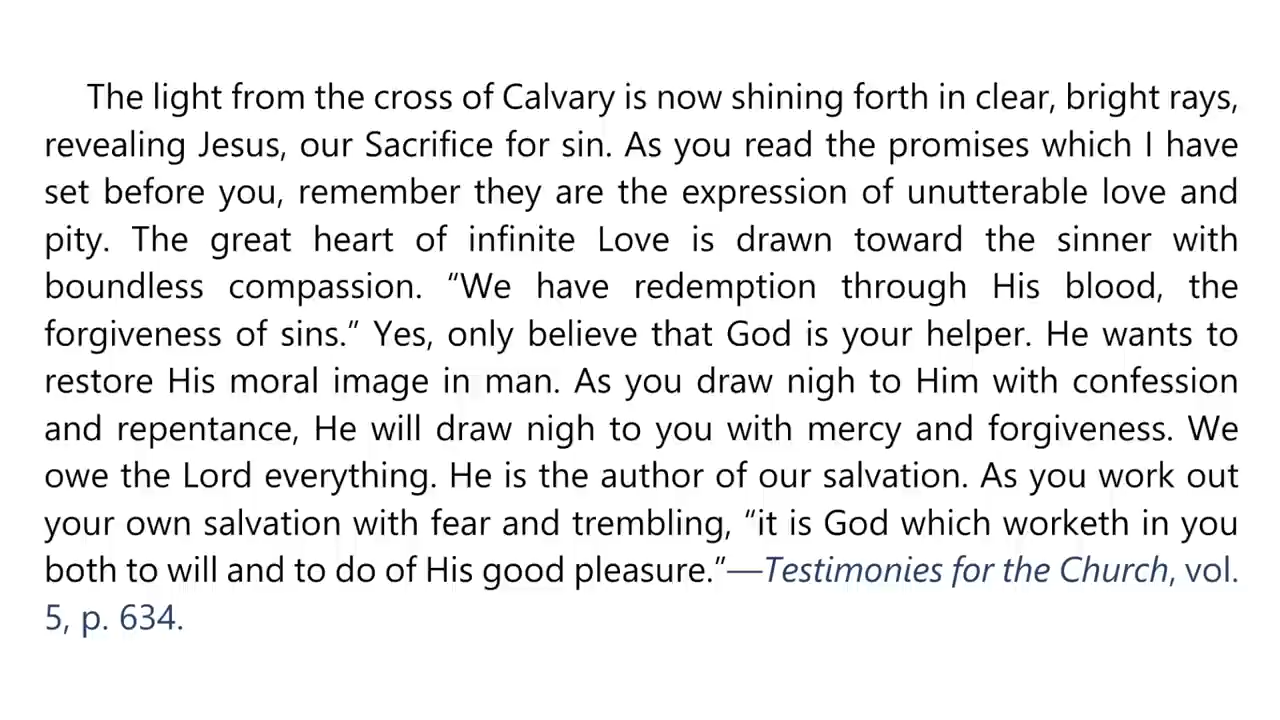 The light from the cross of Calvary is now shining forth in clear, bright rays,
revealing Jesus, our Sacrifice for sin. As you read the promises which I have
set before you, remember they are the expression of unutterable love and
pity. The great heart of infinite Love is drawn toward the sinner with
boundless compassion. “We have redemption through His blood, the
forgiveness of sins.” Yes, only believe that God is your helper. He wants to
restore His moral image in man. As you draw nigh to Him with confession
and repentance, He will draw nigh to you with mercy and forgiveness. We
owe the Lord everything. He is the author of our salvation. As you work out
your own salvation with fear and trembling, “it is God which worketh in you
both to will and to do of His good pleasure.”—Testimonies for the Church, vol.
5, p. 634.